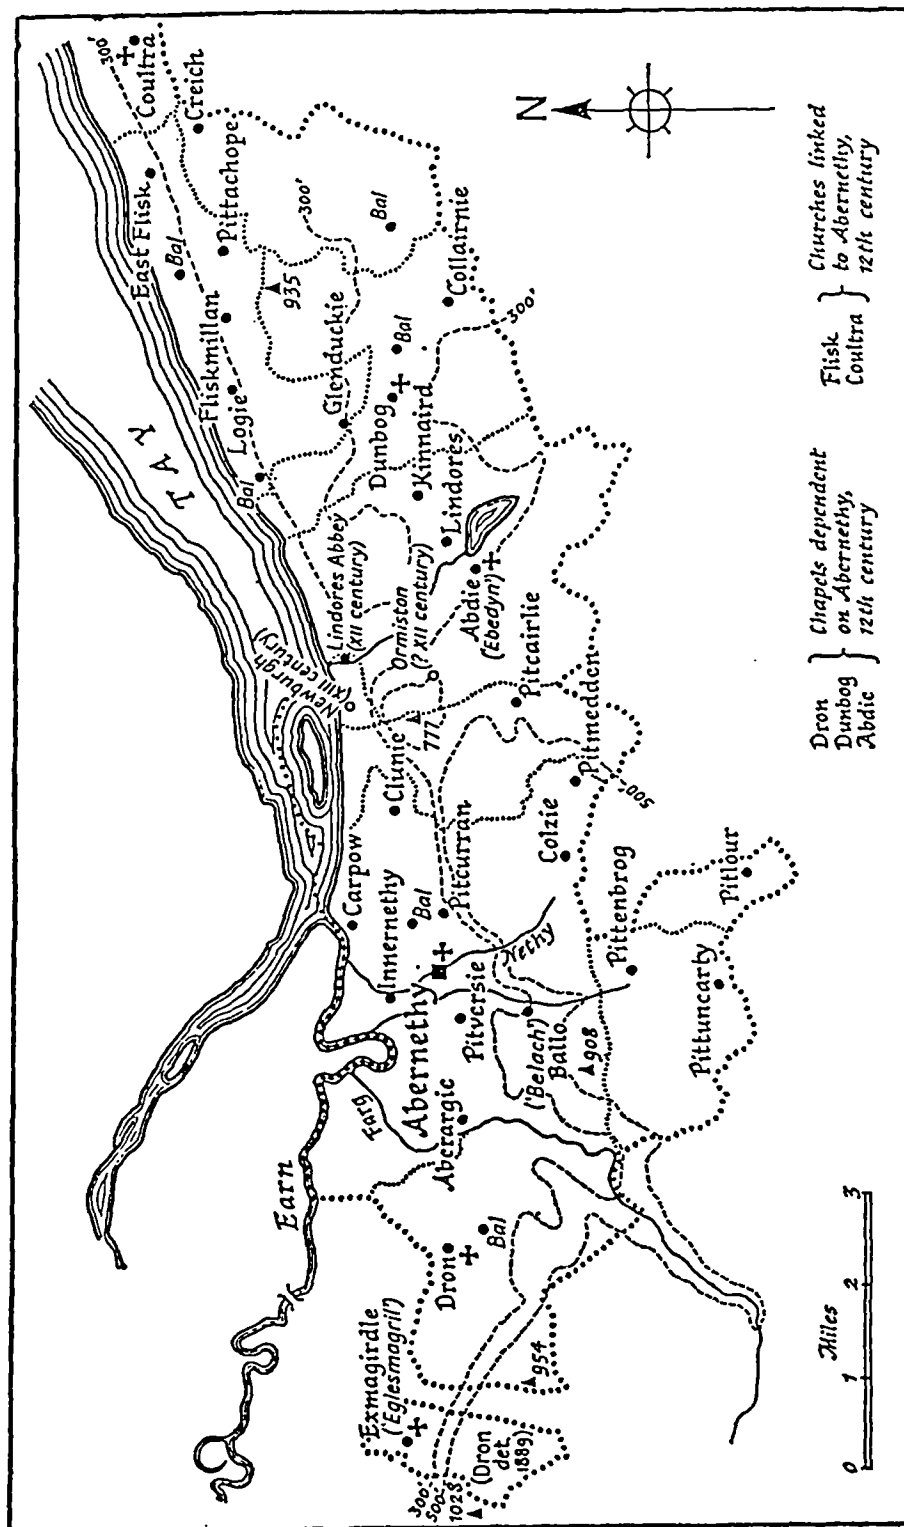 300'
Coultra
Creich
East Flisk
Bal
Pittachope
300'
Bal
935
Fliskmillan
Logie
Bal
Glenduckie
Bal
Collairnie
300'
Dunbog
Kinnaird
Lindores
TAY
Lindores Abbey
(XII century)
Ormiston
(? XII century)
Abdie
('Ebedyn')
Newburgh
(XIII century)
777
Pitcairlie
Pitmedden
500'
Clunie
Carpow
Innernethy
Bal
Pitcurran
Colzie
Abernethy
Nethy
Pitversie
('Belach')
Ballo
908
Pittenbrog
Pitlour
Pittuncarty
Farg
Aberargie
Earn
Dron
Bal
Exmagirdle
('Eglesmagril')
954
(Dron
det.
1889)
300'
500'
1028
N
0 1 2 3
Miles
Dron
Dunbog
Abdie
Chapels dependent
on Abernethy,
12th century
Flisk
Coultra
Churches linked
to Abernethy,
12th century